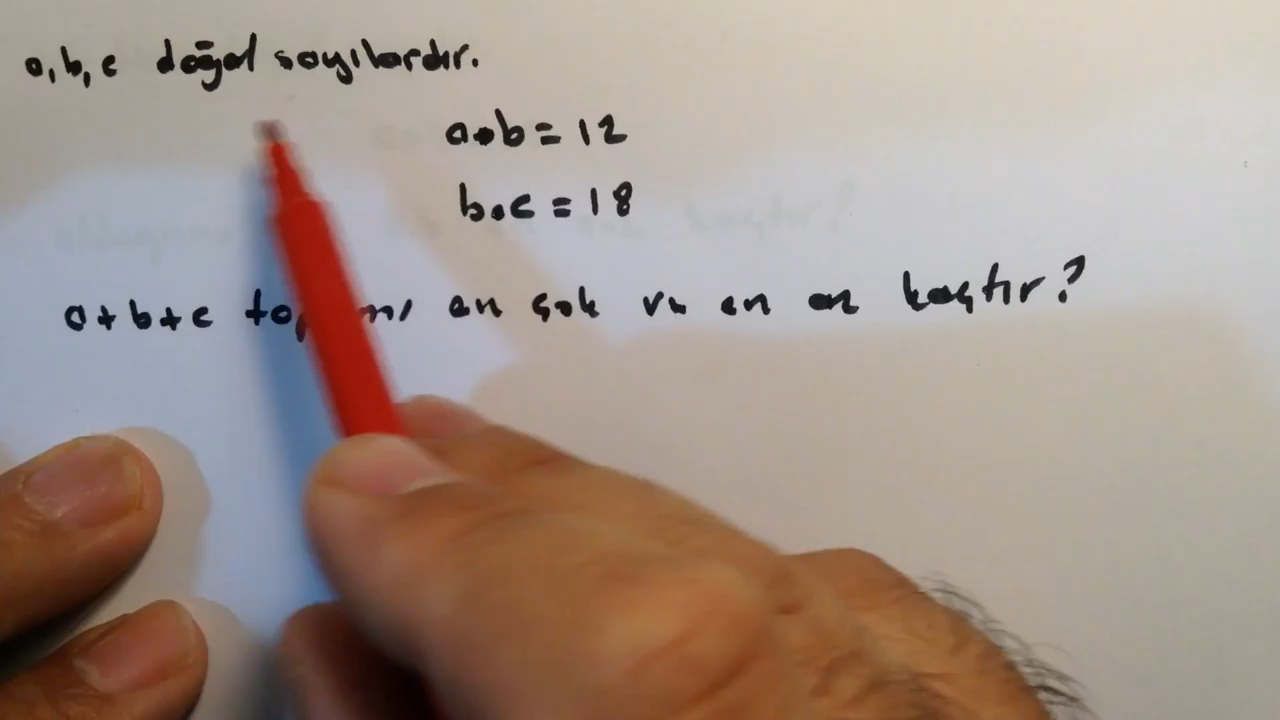 a, b, c doğal sayılardır.
a•b = 12
b•c = 18
a+b+c en çok ve en az kaçtır?